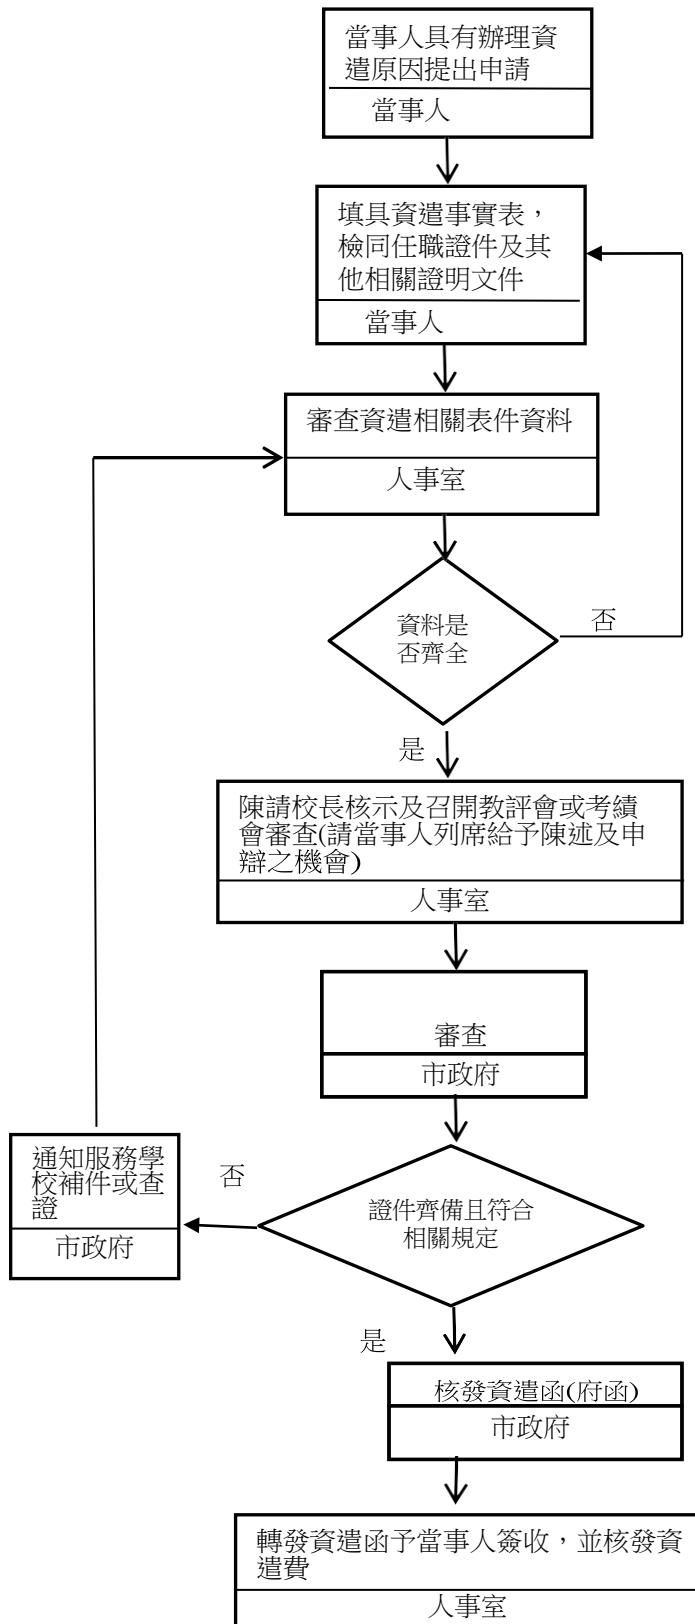 當事人具有辦理資
遣原因提出申請
當事人
填具資遣事實表，
檢同任職證件及其
他相關證明文件
當事人
審查資遣相關表件資料
人事室
資料是
否齊全
否
是
陳請校長核示及召開教評會或考績
會審查(請當事人列席給予陳述及申
辯之機會)
人事室
審查
市政府
通知服務學
校補件或查
證
市政府
否
證件齊備且符合
相關規定
是
核發資遣函(府函)
市政府
轉發資遣函予當事人簽收，並核發資
遣費
人事室